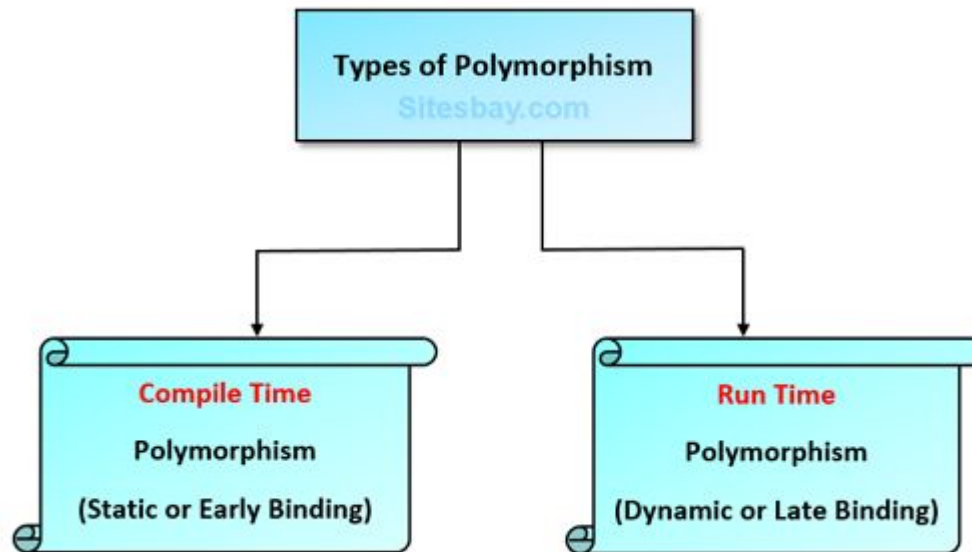 Types of Polymorphism
Sitesbay.com
Compile Time
Polymorphism
(Static or Early Binding)
Run Time
Polymorphism
(Dynamic or Late Binding)